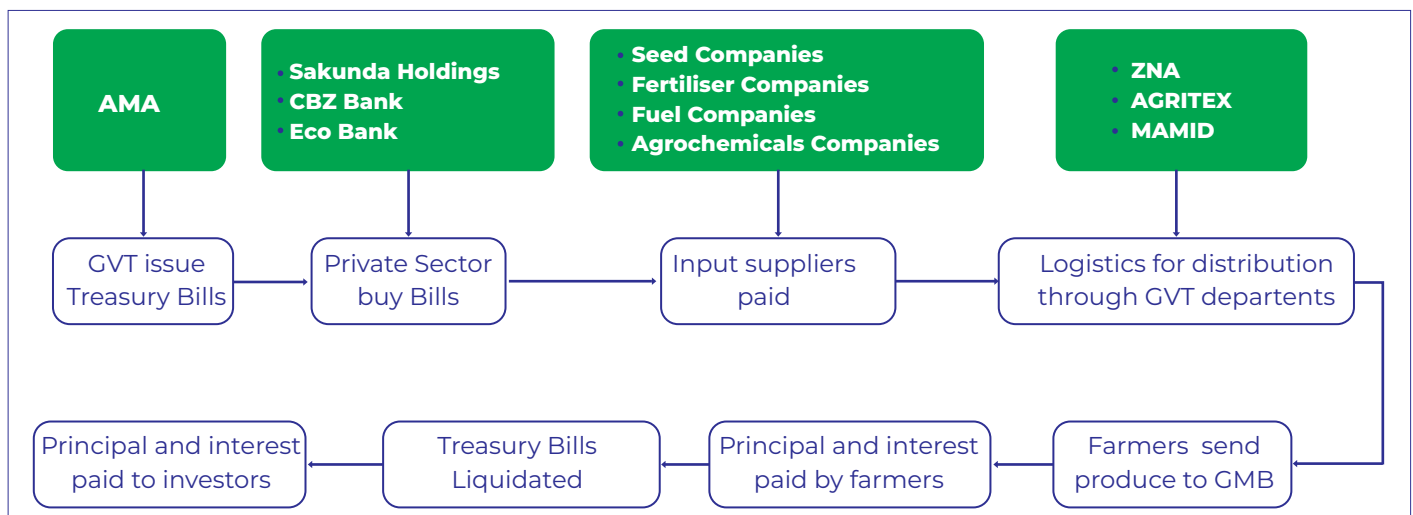 AMA
• Sakunda Holdings
• CBZ Bank
• Eco Bank
• Seed Companies
• Fertiliser Companies
• Fuel Companies
• Agrochemicals Companies
• ZNA
• AGRITEX
• MAMID
GVT issue
Treasury Bills
Private Sector
buy Bills
Input suppliers
paid
Logistics for distribution
through GVT departents
Farmers send
produce to GMB
Principal and interest
paid by farmers
Treasury Bills
Liquidated
Principal and interest
paid to investors